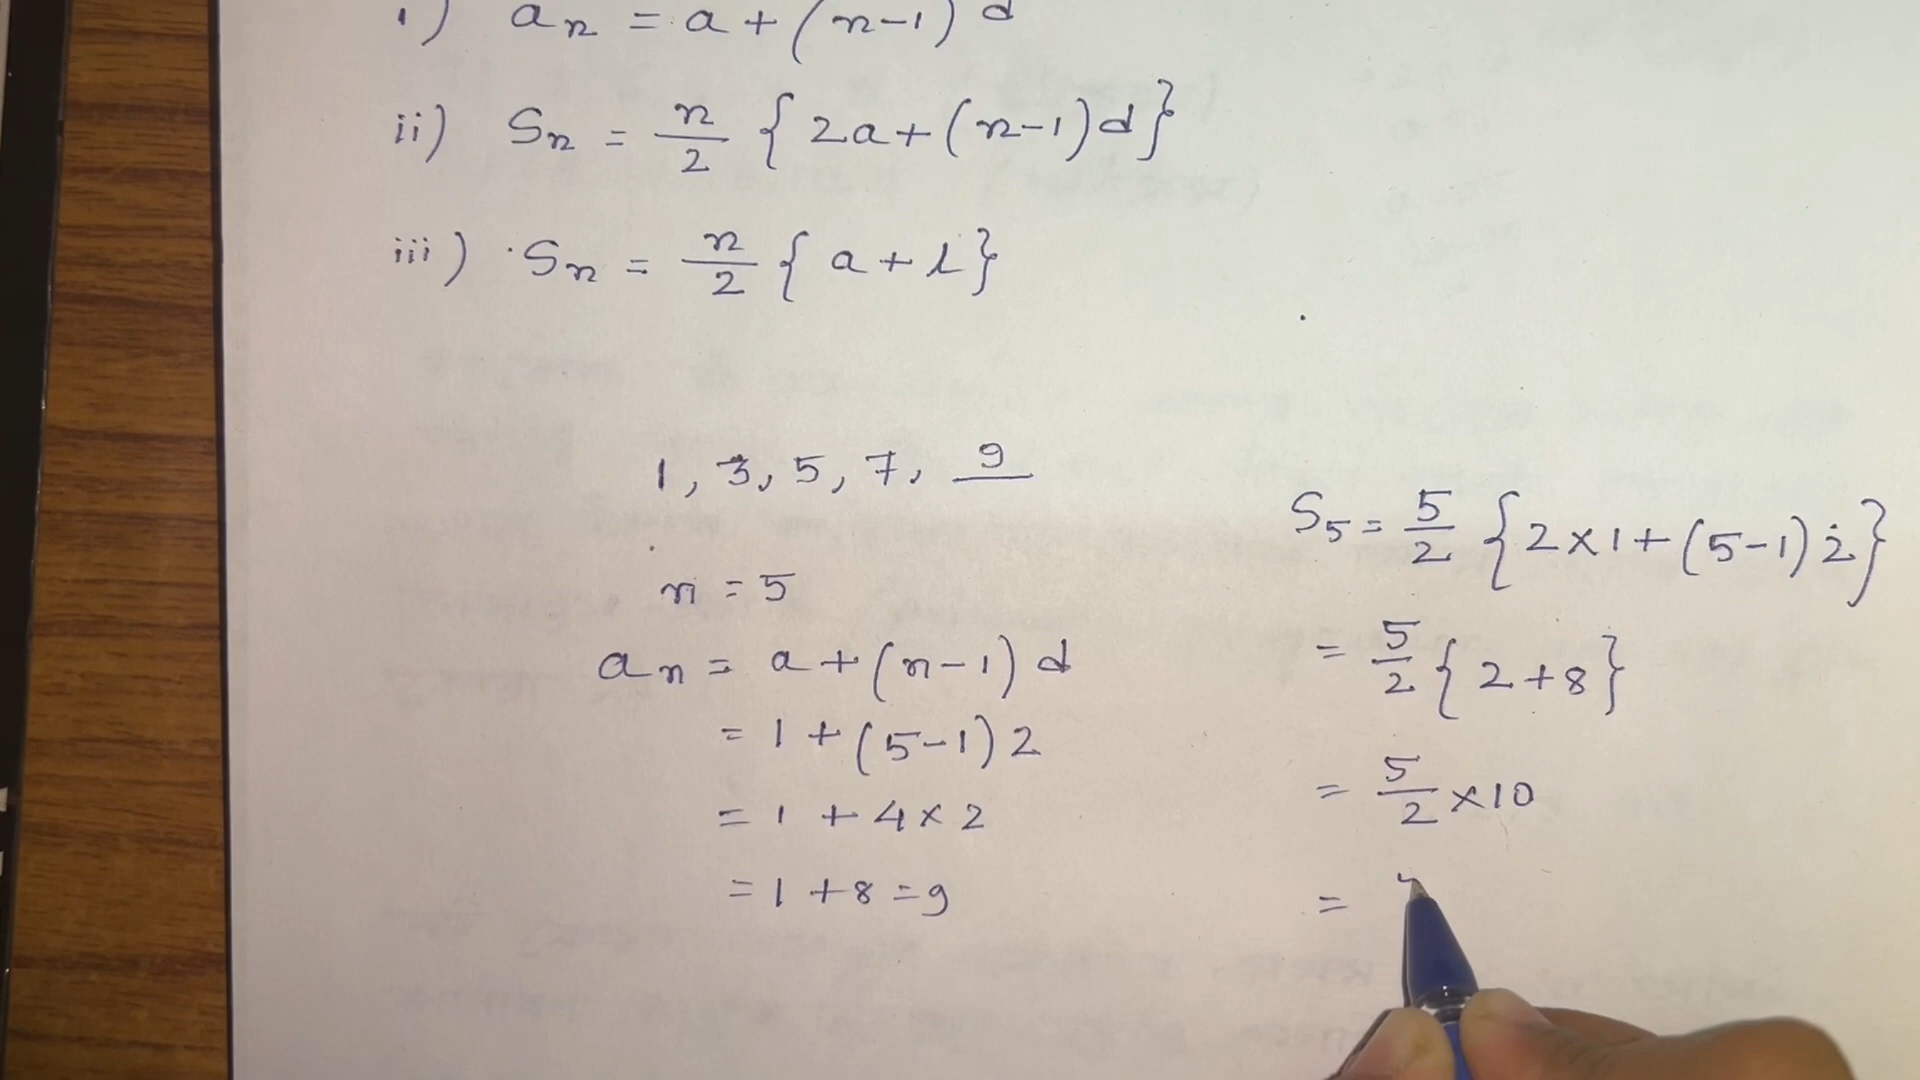 i) an = a + (n-1) d
ii) Sn = n/2 { 2a + (n-1) d }
iii) Sn = n/2 { a + l }
1, 3, 5, 7, 9
n = 5
an = a + (n-1) d
= 1 + (5-1) 2
= 1 + 4 × 2
= 1 + 8 = 9
S5 = 5/2 { 2 × 1 + (5-1) 2 }
= 5/2 { 2 + 8 }
= 5/2 × 10
=